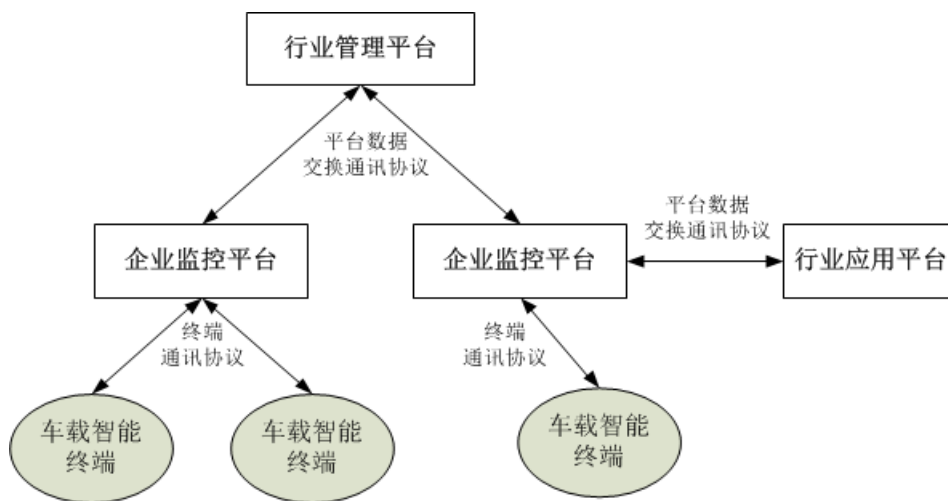 行业管理平台
平台数据
交换通讯协议
平台数据
交换通讯协议
企业监控平台
企业监控平台
行业应用平台
终端
通讯协议
终端
通讯协议
车载智能
终端
车载智能
终端
车载智能
终端